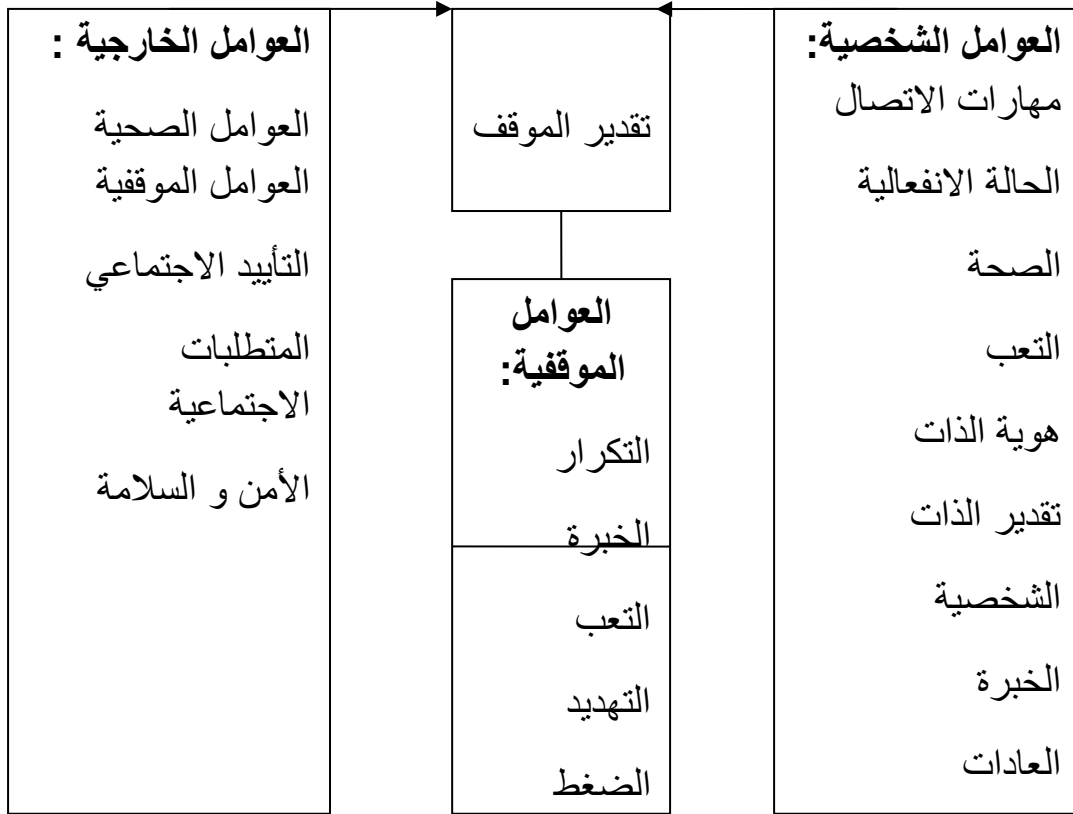 العوامل الشخصية:
مهارات الاتصال
الحالة الانفعالية
الصحة
التعب
هوية الذات
تقدير الذات
الشخصية
الخبرة
العادات
تقدير الموقف
العوامل
الموقفية:
التكرار
الخبرة
التعب
التهديد
الضغط
العوامل الخارجية :
العوامل الصحية
العوامل الموقفية
التأييد الاجتماعي
المتطلبات
الاجتماعية
الأمن و السلامة